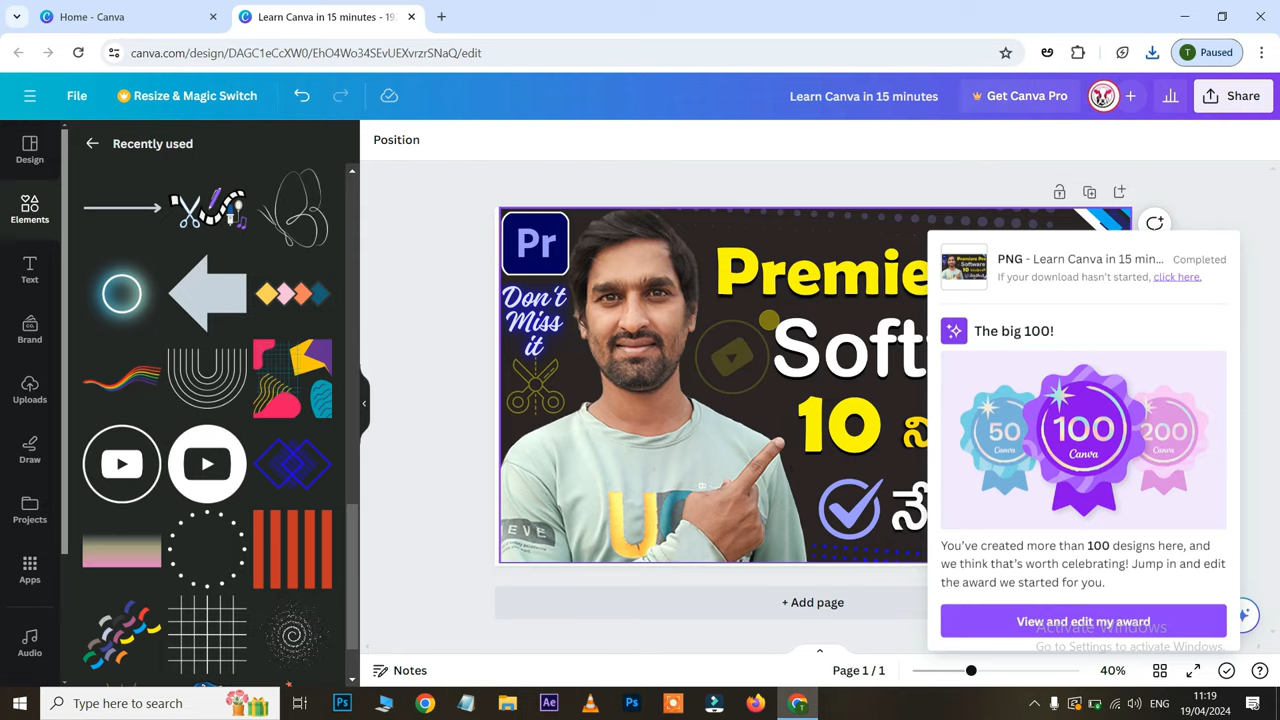 Home - Canva
Learn Canva in 15 minutes - 19
canva.com/design/DAGC1eCcXW0/EhO4Wo34SEvUEXvrzrSNaQ/edit
T Paused
File
Resize & Magic Switch
Learn Canva in 15 minutes
Get Canva Pro
Share
Design
Elements
Text
Brand
Uploads
Draw
Projects
Apps
Audio
Recently used
Position
Pr
Don't
Miss
it
Premie
Soft
10 ని
నే
PNG - Learn Canva in 15 min... Completed
If your download hasn't started, click here.
The big 100!
50
Canva
100
Canva
200
Canva
You've created more than 100 designs here, and
we think that's worth celebrating! Jump in and edit
the award we started for you.
View and edit my award
Activate Windows
Go to Settings to activate Windows.
+ Add page
Notes
Page 1 / 1
40%
Type here to search
Ps
Ae
Ps
ENG
11:19
19/04/2024